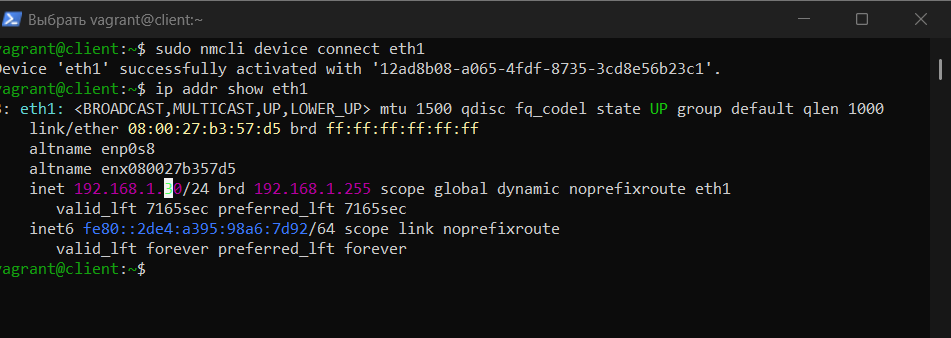 Выбрать vagrant@client:~
vagrant@client:~$ sudo nmcli device connect eth1
Device 'eth1' successfully activated with '12ad8b08-a065-4fdf-8735-3cd8e56b23c1'.
vagrant@client:~$ ip addr show eth1
3: eth1: <BROADCAST,MULTICAST,UP,LOWER_UP> mtu 1500 qdisc fq_codel state UP group default qlen 1000
link/ether 08:00:27:b3:57:d5 brd ff:ff:ff:ff:ff:ff
altname enp0s8
altname enx080027b357d5
inet 192.168.1.30/24 brd 192.168.1.255 scope global dynamic noprefixroute eth1
valid_lft 7165sec preferred_lft 7165sec
inet6 fe80::2de4:a395:98a6:7d92/64 scope link noprefixroute
valid_lft forever preferred_lft forever
vagrant@client:~$